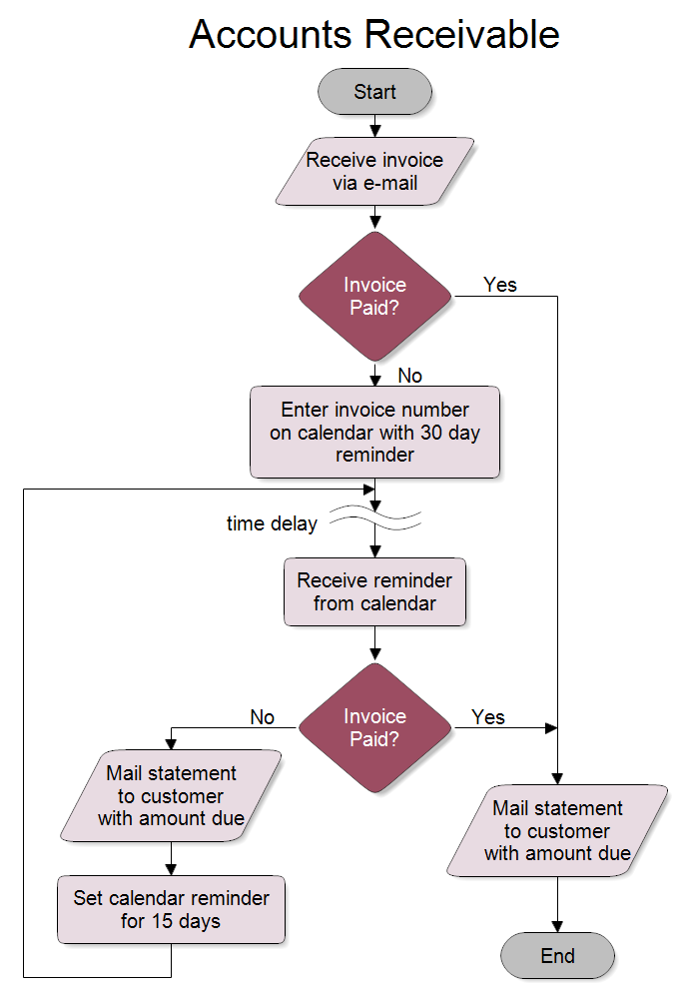 Accounts Receivable
Start
Receive invoice
via e-mail
Invoice
Paid?
Yes
No
Enter invoice number
on calendar with 30 day
reminder
time delay
Receive reminder
from calendar
Invoice
Paid?
No
Yes
Mail statement
to customer
with amount due
Mail statement
to customer
with amount due
Set calendar reminder
for 15 days
End